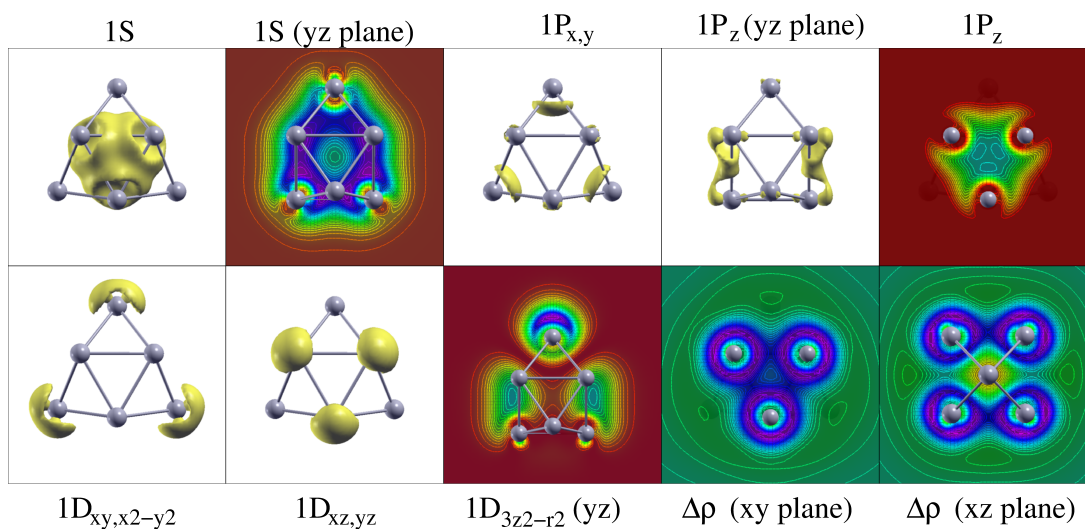 1S
1S (yz plane)
1Px,y
1Pz (yz plane)
1Pz
1Dxy,x2−y2
1Dxz,yz
1D3z2−r2 (yz)
Δρ (xy plane)
Δρ (xz plane)